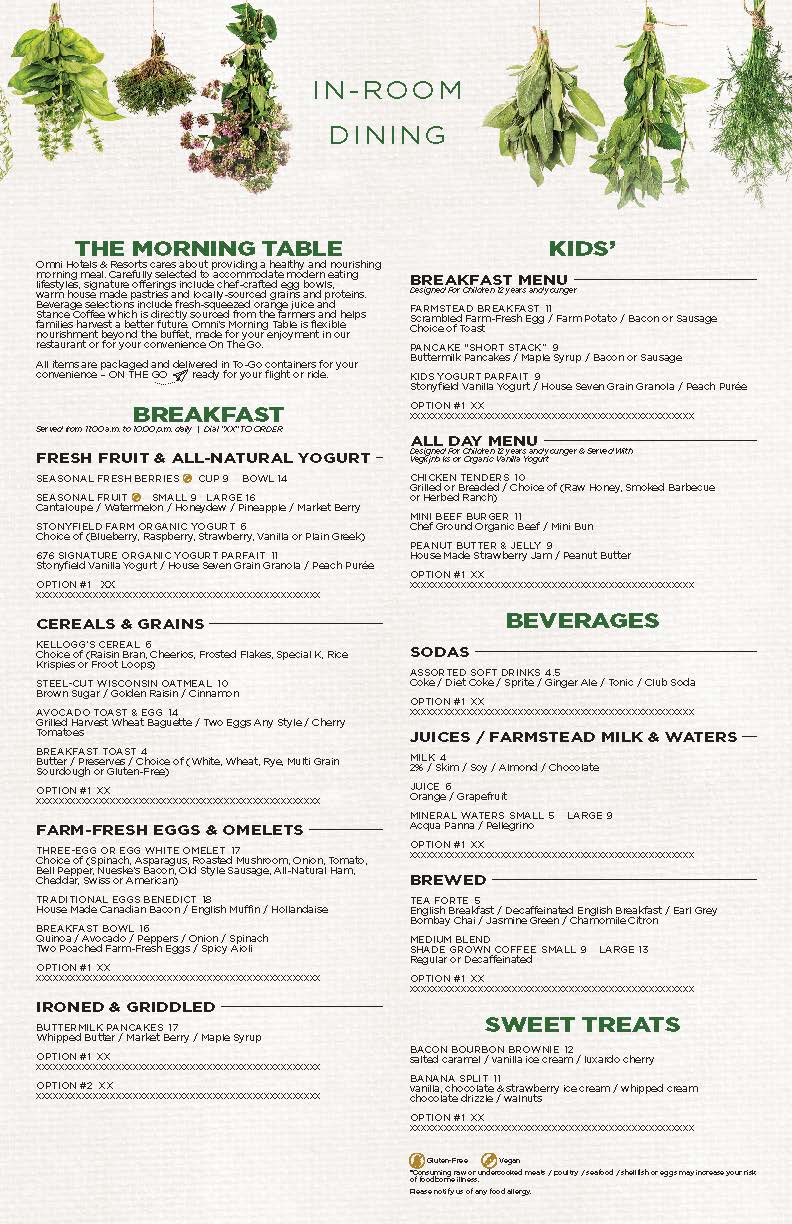 IN-ROOM
DINING
THE MORNING TABLE
Omni Hotels & Resorts cares about providing a healthy and nourishing
morning meal. Carefully selected to accommodate modern eating
lifestyles, signature offerings include chef-crafted egg bowls,
warm house made pastries and locally-sourced grains and proteins.
Beverage selections include fresh-squeezed orange juice and
Stance Coffee which is directly sourced from the farmers and helps
families harvest a better future. Omni's Morning Table is flexible
nourishment beyond the buffet, made for your enjoyment in our
restaurant or for your convenience On The Go.
All items are packaged and delivered in To-Go containers for your
convenience – ON THE GO ready for your flight or ride.
BREAKFAST
Served from 11:00 a.m. to 10:00 p.m. daily | Dial "XX" TO ORDER
FRESH FRUIT & ALL-NATURAL YOGURT
SEASONAL FRESH BERRIES CUP 9 BOWL 14
SEASONAL FRUIT SMALL 9 LARGE 16
Cantaloupe / Watermelon / Honeydew / Pineapple / Market Berry
STONYFIELD FARM ORGANIC YOGURT 6
Choice of (Blueberry, Raspberry, Strawberry, Vanilla or Plain Greek)
676 SIGNATURE ORGANIC YOGURT PARFAIT 11
Stonyfield Vanilla Yogurt / House Seven Grain Granola / Peach Purée
OPTION #1 XX
XXXXXXXXXXXXXXXXXXXXXXXXXXXXXXXXXXXXXXXXXXXXXXXXX
CEREALS & GRAINS
KELLOGG'S CEREAL 6
Choice of (Raisin Bran, Cheerios, Frosted Flakes, Special K, Rice
Krispies or Froot Loops)
STEEL-CUT WISCONSIN OATMEAL 10
Brown Sugar / Golden Raisin / Cinnamon
AVOCADO TOAST & EGG 14
Grilled Harvest Wheat Baguette / Two Eggs Any Style / Cherry
Tomatoes
BREAKFAST TOAST 4
Butter / Preserves / Choice of (White, Wheat, Rye, Multi Grain
Sourdough or Gluten-Free)
OPTION #1 XX
XXXXXXXXXXXXXXXXXXXXXXXXXXXXXXXXXXXXXXXXXXXXXXXXX
FARM-FRESH EGGS & OMELETS
THREE-EGG OR EGG WHITE OMELET 17
Choice of (Spinach, Asparagus, Roasted Mushroom, Onion, Tomato,
Bell Pepper, Nueske's Bacon, Old Style Sausage, All-Natural Ham,
Cheddar, Swiss or American)
TRADITIONAL EGGS BENEDICT 18
House Made Canadian Bacon / English Muffin / Hollandaise
BREAKFAST BOWL 16
Quinoa / Avocado / Peppers / Onion / Spinach
Two Poached Farm-Fresh Eggs / Spicy Aioli
OPTION #1 XX
XXXXXXXXXXXXXXXXXXXXXXXXXXXXXXXXXXXXXXXXXXXXXXXXX
IRONED & GRIDDLED
BUTTERMILK PANCAKES 17
Whipped Butter / Market Berry / Maple Syrup
OPTION #1 XX
XXXXXXXXXXXXXXXXXXXXXXXXXXXXXXXXXXXXXXXXXXXXXXXXX
OPTION #2 XX
XXXXXXXXXXXXXXXXXXXXXXXXXXXXXXXXXXXXXXXXXXXXXXXXX
KIDS'
BREAKFAST MENU
Designed For Children 12 years and younger
FARMSTEAD BREAKFAST 11
Scrambled Farm-Fresh Egg / Farm Potato / Bacon or Sausage
Choice of Toast
PANCAKE "SHORT STACK" 9
Buttermilk Pancakes / Maple Syrup / Bacon or Sausage
KIDS YOGURT PARFAIT 9
Stonyfield Vanilla Yogurt / House Seven Grain Granola / Peach Purée
OPTION #1 XX
XXXXXXXXXXXXXXXXXXXXXXXXXXXXXXXXXXXXXXXXXXXXXXXXX
ALL DAY MENU
Designed For Children 12 years and younger & Served With
or Organic Vanilla Yogurt
CHICKEN TENDERS 10
Grilled or Breaded / Choice of (Raw Honey, Smoked Barbecue
or Herbed Ranch)
MINI BEEF BURGER 11
Chef Ground Organic Beef / Mini Bun
PEANUT BUTTER & JELLY 9
House Made Strawberry Jam / Peanut Butter
OPTION #1 XX
XXXXXXXXXXXXXXXXXXXXXXXXXXXXXXXXXXXXXXXXXXXXXXXXX
BEVERAGES
SODAS
ASSORTED SOFT DRINKS 4.5
Coke / Diet Coke / Sprite / Ginger Ale / Tonic / Club Soda
OPTION #1 XX
XXXXXXXXXXXXXXXXXXXXXXXXXXXXXXXXXXXXXXXXXXXXXXXXX
JUICES / FARMSTEAD MILK & WATERS
MILK 4
2% / Skim / Soy / Almond / Chocolate
JUICE 6
Orange / Grapefruit
MINERAL WATERS SMALL 5 LARGE 9
Acqua Panna / Pellegrino
OPTION #1 XX
XXXXXXXXXXXXXXXXXXXXXXXXXXXXXXXXXXXXXXXXXXXXXXXXX
BREWED
TEA FORTE 5
English Breakfast / Decaffeinated English Breakfast / Earl Grey
Bombay Chai / Jasmine Green / Chamomile Citron
MEDIUM BLEND
SHADE GROWN COFFEE SMALL 9 LARGE 13
Regular or Decaffeinated
OPTION #1 XX
XXXXXXXXXXXXXXXXXXXXXXXXXXXXXXXXXXXXXXXXXXXXXXXXX
SWEET TREATS
BACON BOURBON BROWNIE 12
salted caramel / vanilla ice cream / luxardo cherry
BANANA SPLIT 11
vanilla, chocolate & strawberry ice cream / whipped cream
chocolate drizzle / walnuts
OPTION #1 XX
XXXXXXXXXXXXXXXXXXXXXXXXXXXXXXXXXXXXXXXXXXXXXXXXX
Gluten-Free Vegan
*Consuming raw or undercooked meats / poultry / seafood / shellfish or eggs may increase your risk
of foodborne illness.
Please notify us of any food allergy.